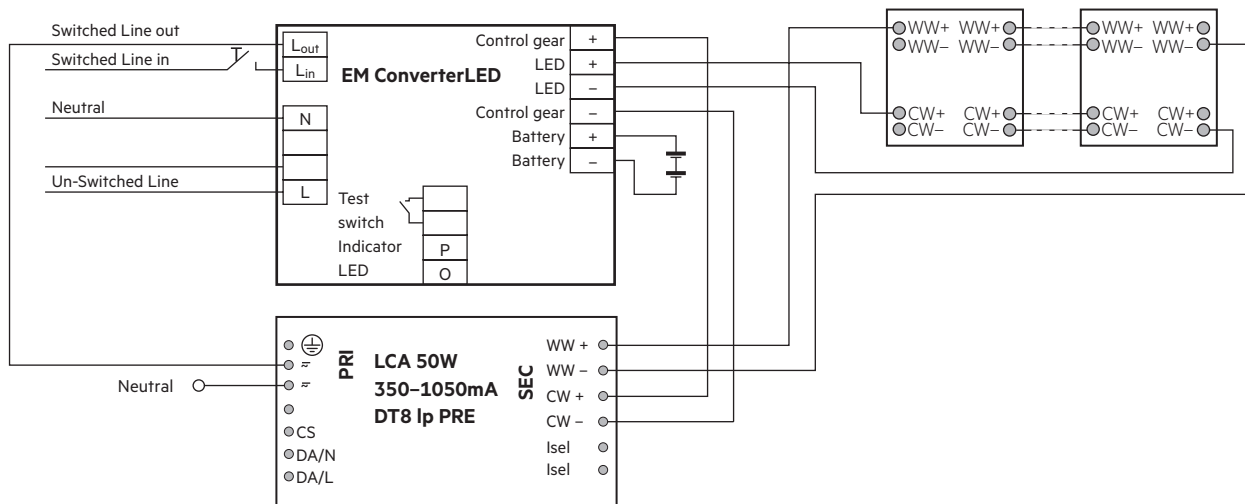 Switched Line out
Switched Line in
Neutral
Un-Switched Line
Lout
Lin
N
L
EM ConverterLED
Control gear +
LED +
LED –
Control gear –
Battery +
Battery –
Test
switch
Indicator P
LED O
WW+ WW+ WW+ WW+
WW– WW– WW– WW–
CW+ CW+ CW+ CW+
CW– CW– CW– CW–
Neutral
PRI
CS
DA/N
DA/L
LCA 50W
350–1050mA
DT8 lp PRE
SEC
WW +
WW –
CW +
CW –
Isel
Isel